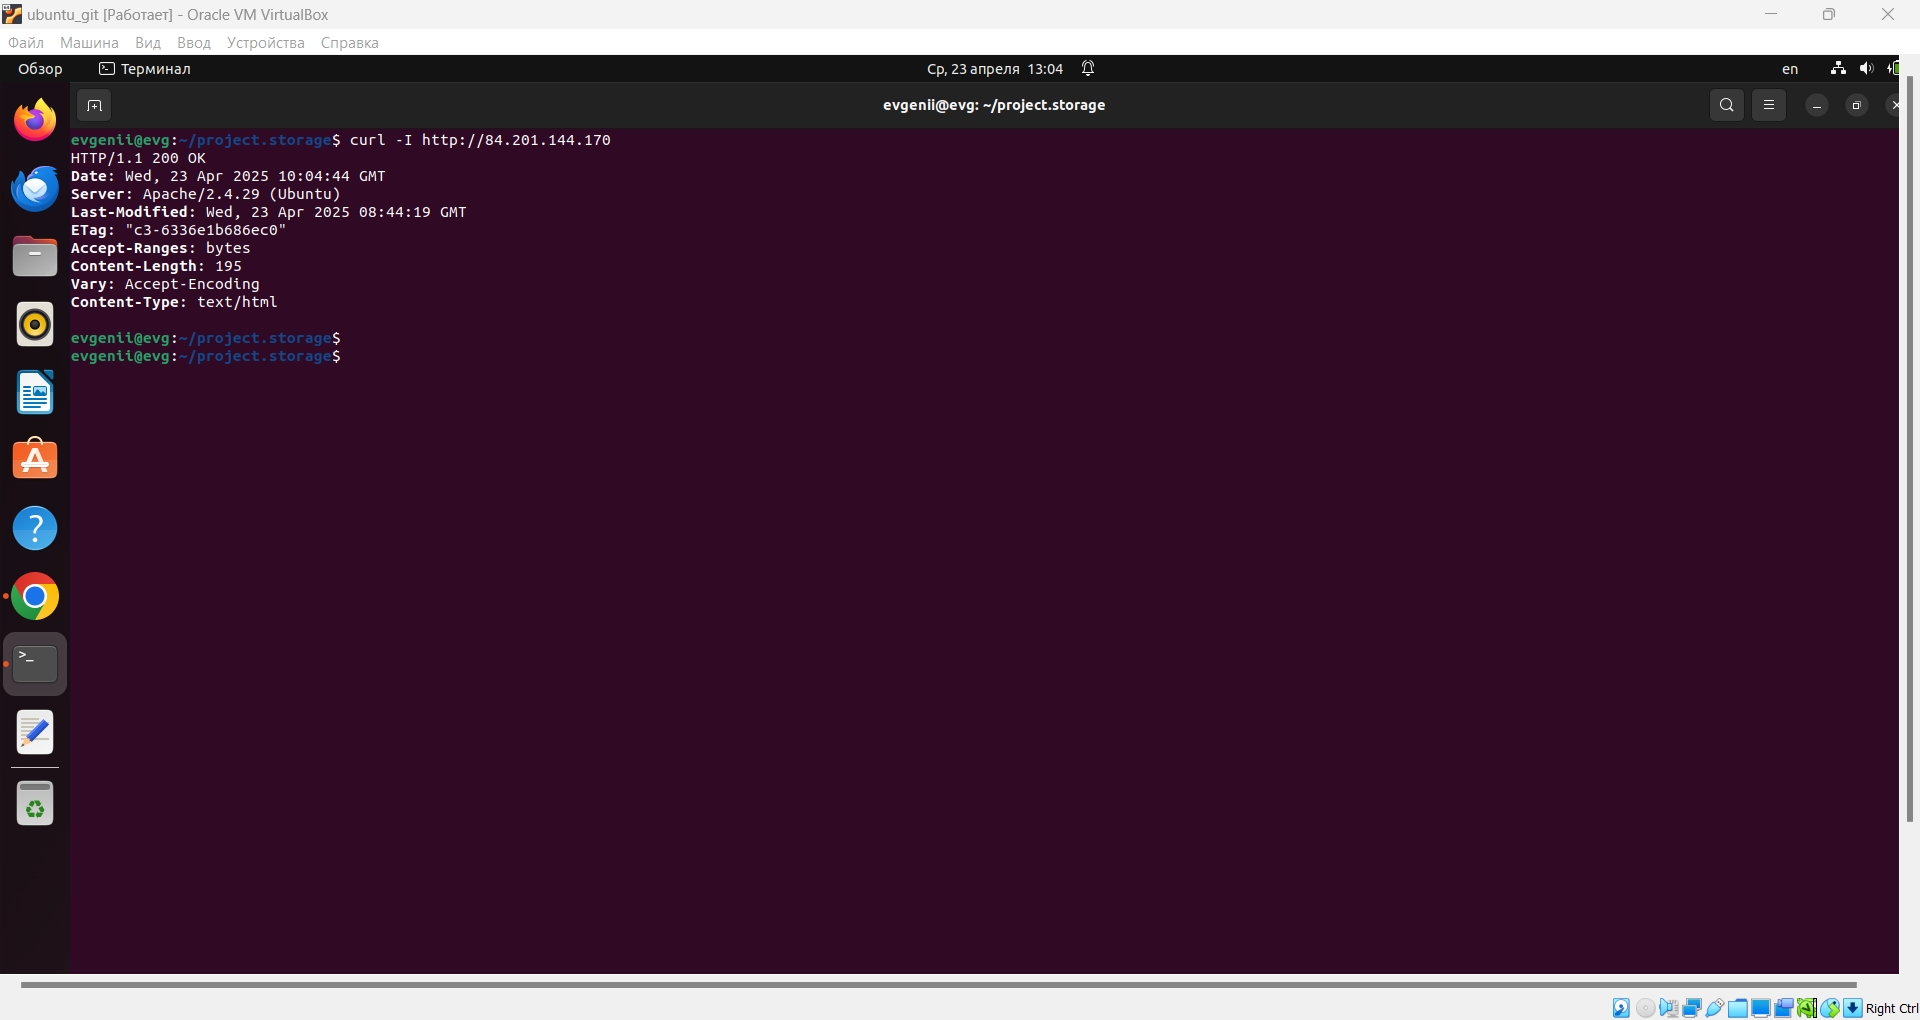 ubuntu_git [Работает] - Oracle VM VirtualBox
Файл Машина Вид Ввод Устройства Справка
Обзор Терминал Ср, 23 апреля 13:04 en
evgenii@evg: ~/project.storage
evgenii@evg:~/project.storage$ curl -I http://84.201.144.170
HTTP/1.1 200 OK
Date: Wed, 23 Apr 2025 10:04:44 GMT
Server: Apache/2.4.29 (Ubuntu)
Last-Modified: Wed, 23 Apr 2025 08:44:19 GMT
ETag: "c3-6336e1b686ec0"
Accept-Ranges: bytes
Content-Length: 195
Vary: Accept-Encoding
Content-Type: text/html
evgenii@evg:~/project.storage$
evgenii@evg:~/project.storage$
Right Ctrl